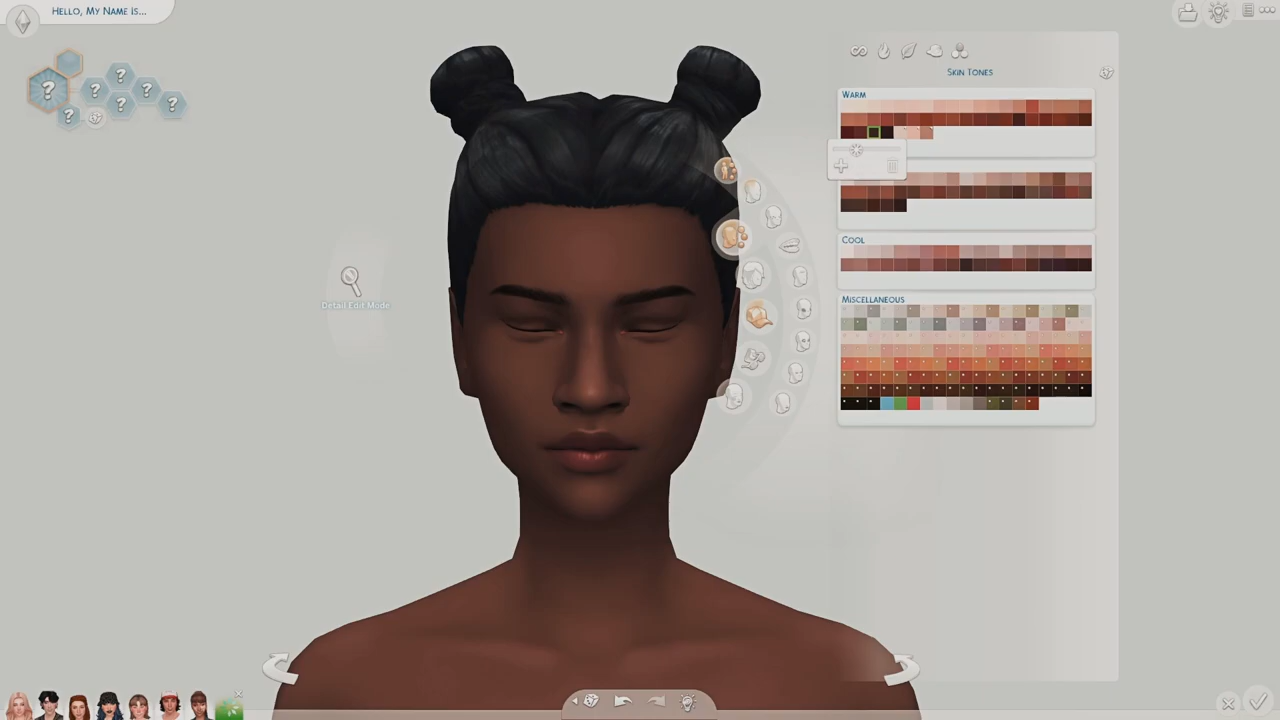 Hello, My Name is...
Skin Tones
Warm
Cool
Miscellaneous
Detail Edit Mode